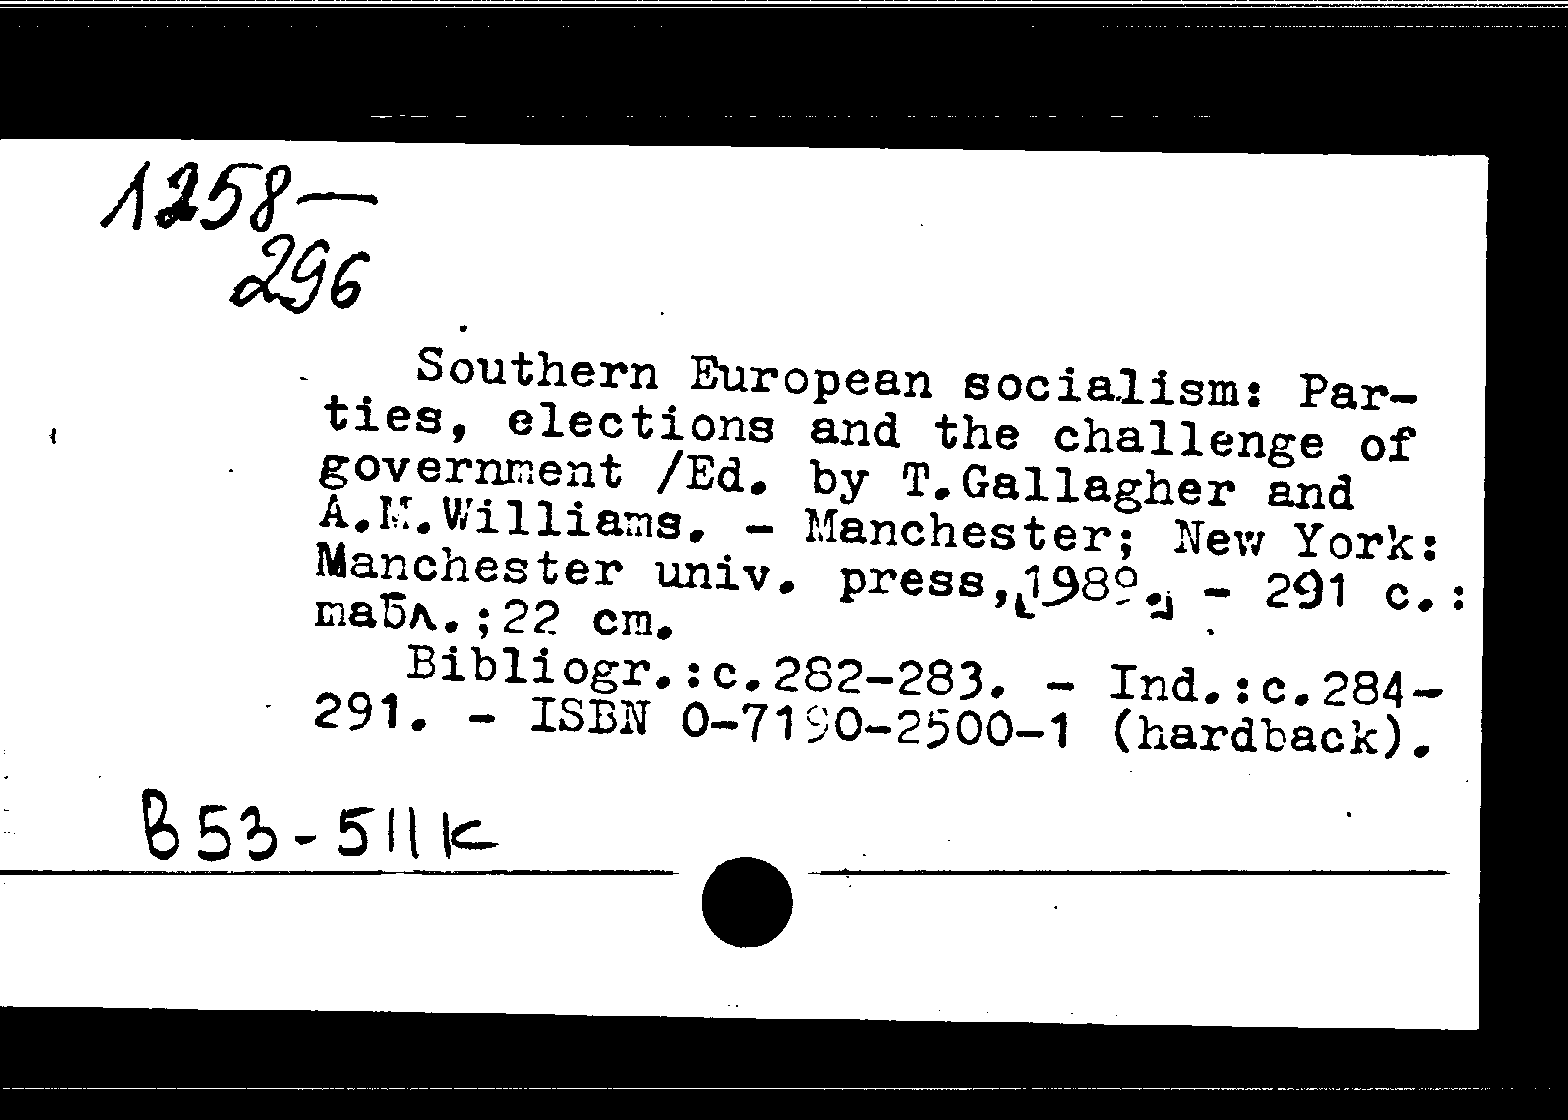 1258—
296
Southern European socialism: Par-
ties, elections and the challenge of
government /Ed. by T.Gallagher and
A.M.Williams. - Manchester; New York:
Manchester univ. press,[1989.] - 291 c.:
табл.;22 cm.
Bibliogr.:c.282-283. - Ind.:c.284-
291. - ISBN 0-7190-2500-1 (hardback).
B53-511k